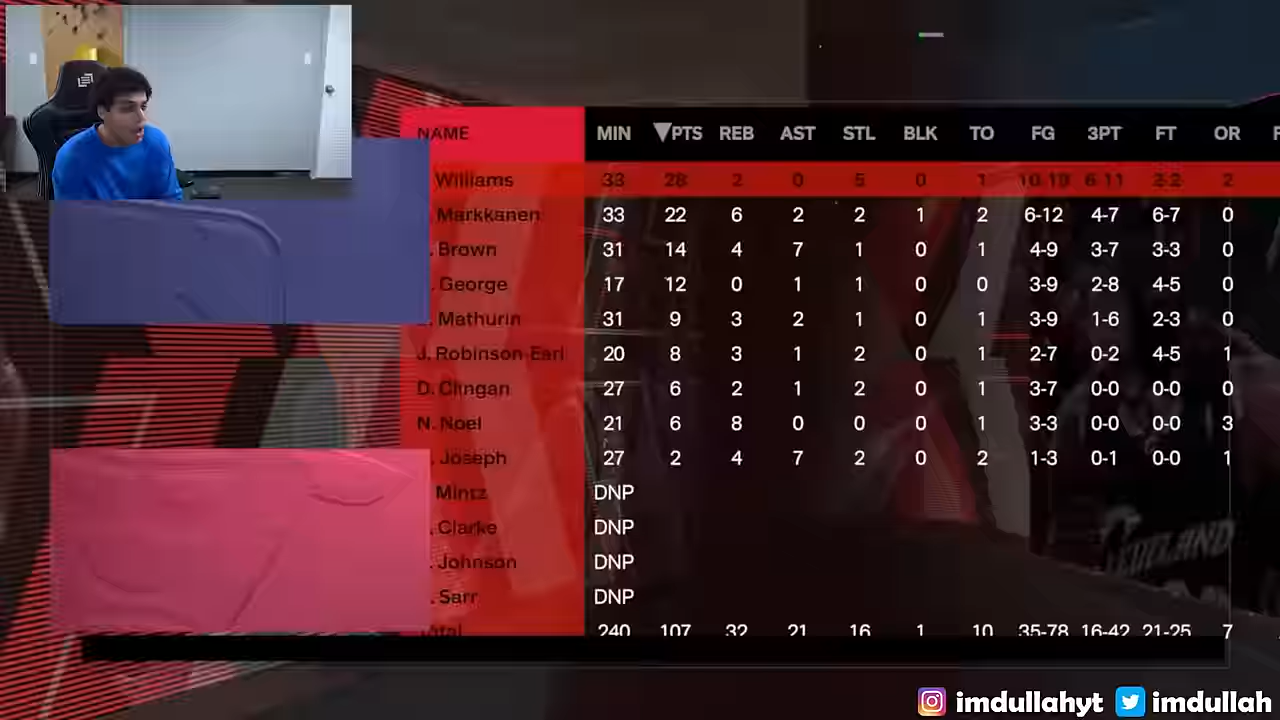 NAME MIN ▼PTS REB AST STL BLK TO FG 3PT FT OR
Williams 33 28 2 0 5 0 1 10-19 6-11 2-2 2
Markkanen 33 22 6 2 2 1 2 6-12 4-7 6-7 0
. Brown 31 14 4 7 1 0 1 4-9 3-7 3-3 0
. George 17 12 0 1 1 0 0 3-9 2-8 4-5 0
. Mathurin 31 9 3 2 1 0 1 3-9 1-6 2-3 0
J. Robinson-Earl 20 8 3 1 2 0 1 2-7 0-2 4-5 1
D. Clingan 27 6 2 1 2 0 1 3-7 0-0 0-0 0
N. Noel 21 6 8 0 0 0 1 3-3 0-0 0-0 3
. Joseph 27 2 4 7 2 0 2 1-3 0-1 0-0 1
Mintz DNP
. Clarke DNP
. Johnson DNP
. Sarr DNP
Total 240 107 32 21 16 1 10 35-78 16-42 21-25 7
CLEVELAND
imdullahyt imdullah